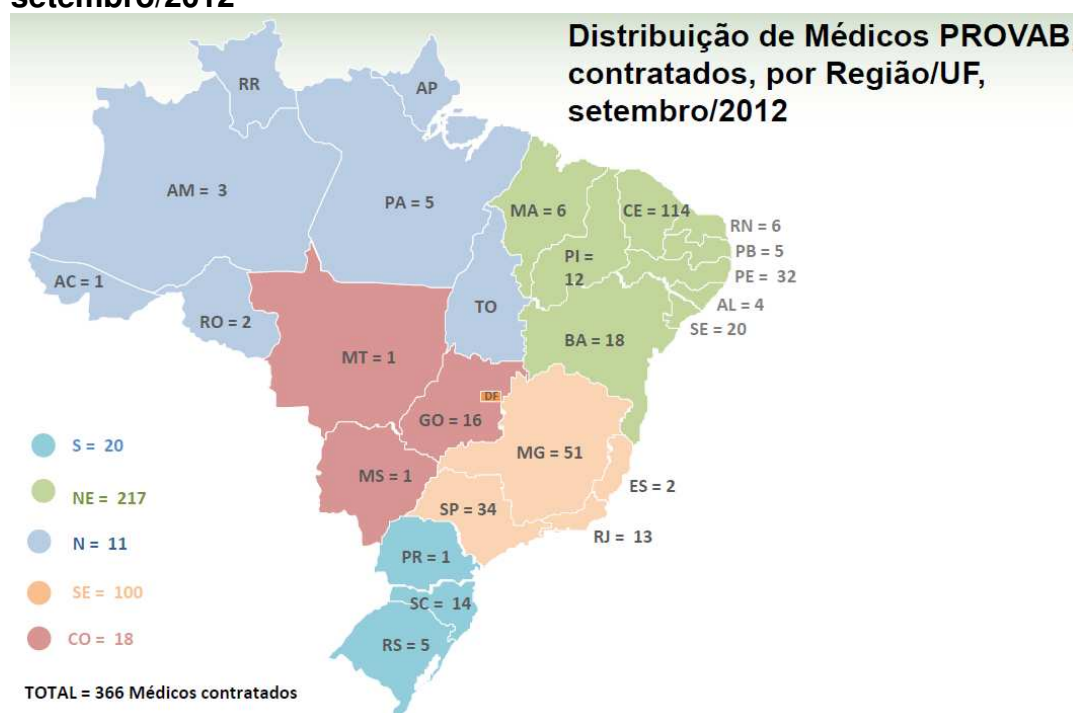 setembro/2012
Distribuição de Médicos PROVAB,
contratados, por Região/UF,
setembro/2012
RR
AP
AM = 3
PA = 5
MA = 6
CE = 114
RN = 6
PB = 5
PE = 32
AL = 4
SE = 20
PI =
12
AC = 1
RO = 2
TO
BA = 18
MT = 1
DF
GO = 16
MG = 51
MS = 1
ES = 2
SP = 34
RJ = 13
PR = 1
SC = 14
RS = 5
S = 20
NE = 217
N = 11
SE = 100
CO = 18
TOTAL = 366 Médicos contratados